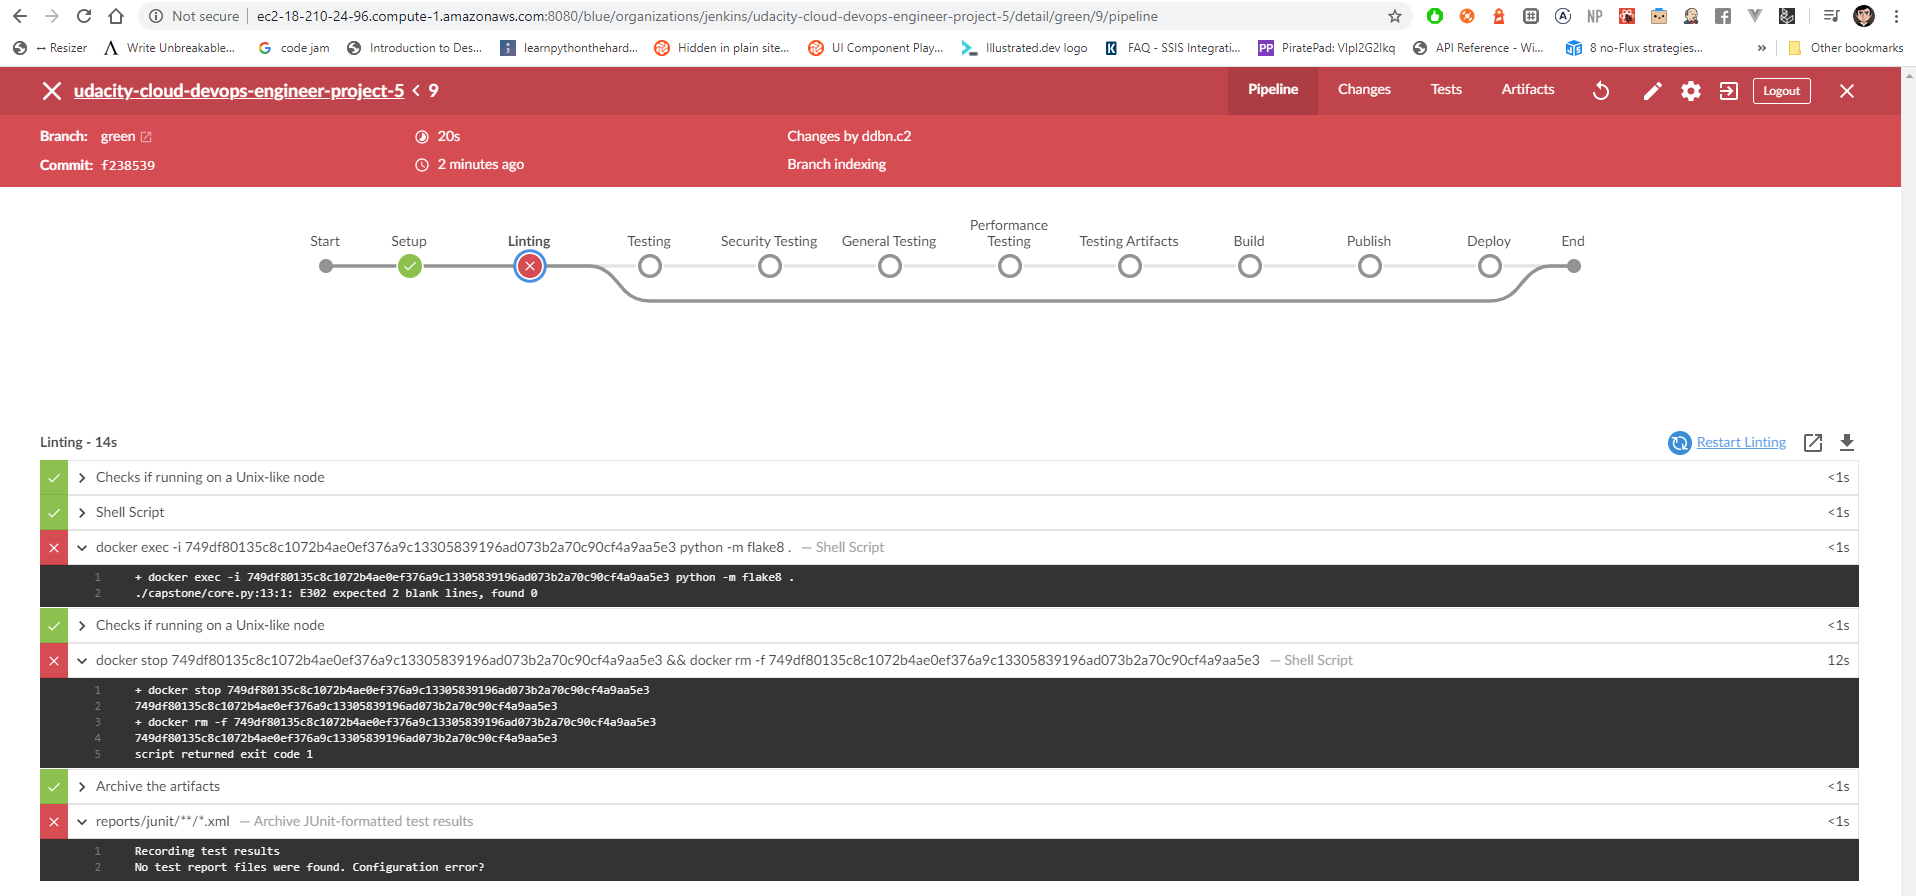 Not secure | ec2-18-210-24-96.compute-1.amazonaws.com:8080/blue/organizations/jenkins/udacity-cloud-devops-engineer-project-5/detail/green/9/pipeline
NP
↔ Resizer Write Unbreakable... code jam Introduction to Des... learnpythonthehard... Hidden in plain site... UI Component Play... Illustrated.dev logo FAQ - SSIS Integrati... PP PiratePad: VIpI2G2Ikq API Reference - Wi... 8 no-Flux strategies... » Other bookmarks
udacity-cloud-devops-engineer-project-5 < 9 Pipeline Changes Tests Artifacts Logout
Branch: green 20s Changes by ddbn.c2
Commit: f238539 2 minutes ago Branch indexing
Start Setup Linting Testing Security Testing General Testing Performance Testing Testing Artifacts Build Publish Deploy End
Linting - 14s Restart Linting
Checks if running on a Unix-like node <1s
Shell Script <1s
docker exec -i 749df80135c8c1072b4ae0ef376a9c13305839196ad073b2a70c90cf4a9aa5e3 python -m flake8 . — Shell Script <1s
1 + docker exec -i 749df80135c8c1072b4ae0ef376a9c13305839196ad073b2a70c90cf4a9aa5e3 python -m flake8 .
2 ./capstone/core.py:13:1: E302 expected 2 blank lines, found 0
Checks if running on a Unix-like node <1s
docker stop 749df80135c8c1072b4ae0ef376a9c13305839196ad073b2a70c90cf4a9aa5e3 && docker rm -f 749df80135c8c1072b4ae0ef376a9c13305839196ad073b2a70c90cf4a9aa5e3 — Shell Script 12s
1 + docker stop 749df80135c8c1072b4ae0ef376a9c13305839196ad073b2a70c90cf4a9aa5e3
2 749df80135c8c1072b4ae0ef376a9c13305839196ad073b2a70c90cf4a9aa5e3
3 + docker rm -f 749df80135c8c1072b4ae0ef376a9c13305839196ad073b2a70c90cf4a9aa5e3
4 749df80135c8c1072b4ae0ef376a9c13305839196ad073b2a70c90cf4a9aa5e3
5 script returned exit code 1
Archive the artifacts <1s
reports/junit/**/*.xml — Archive JUnit-formatted test results <1s
1 Recording test results
2 No test report files were found. Configuration error?